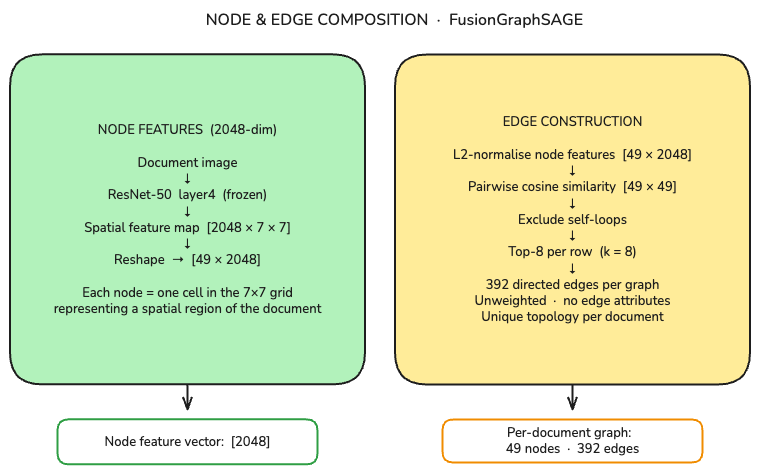 NODE & EDGE COMPOSITION · FusionGraphSAGE
NODE FEATURES (2048-dim)
Document image
↓
ResNet-50 layer4 (frozen)
↓
Spatial feature map [2048 × 7 × 7]
↓
Reshape → [49 × 2048]
Each node = one cell in the 7×7 grid
representing a spatial region of the document
Node feature vector: [2048]
EDGE CONSTRUCTION
L2-normalise node features [49 × 2048]
↓
Pairwise cosine similarity [49 × 49]
↓
Exclude self-loops
↓
Top-8 per row (k = 8)
↓
392 directed edges per graph
Unweighted · no edge attributes
Unique topology per document
Per-document graph:
49 nodes · 392 edges